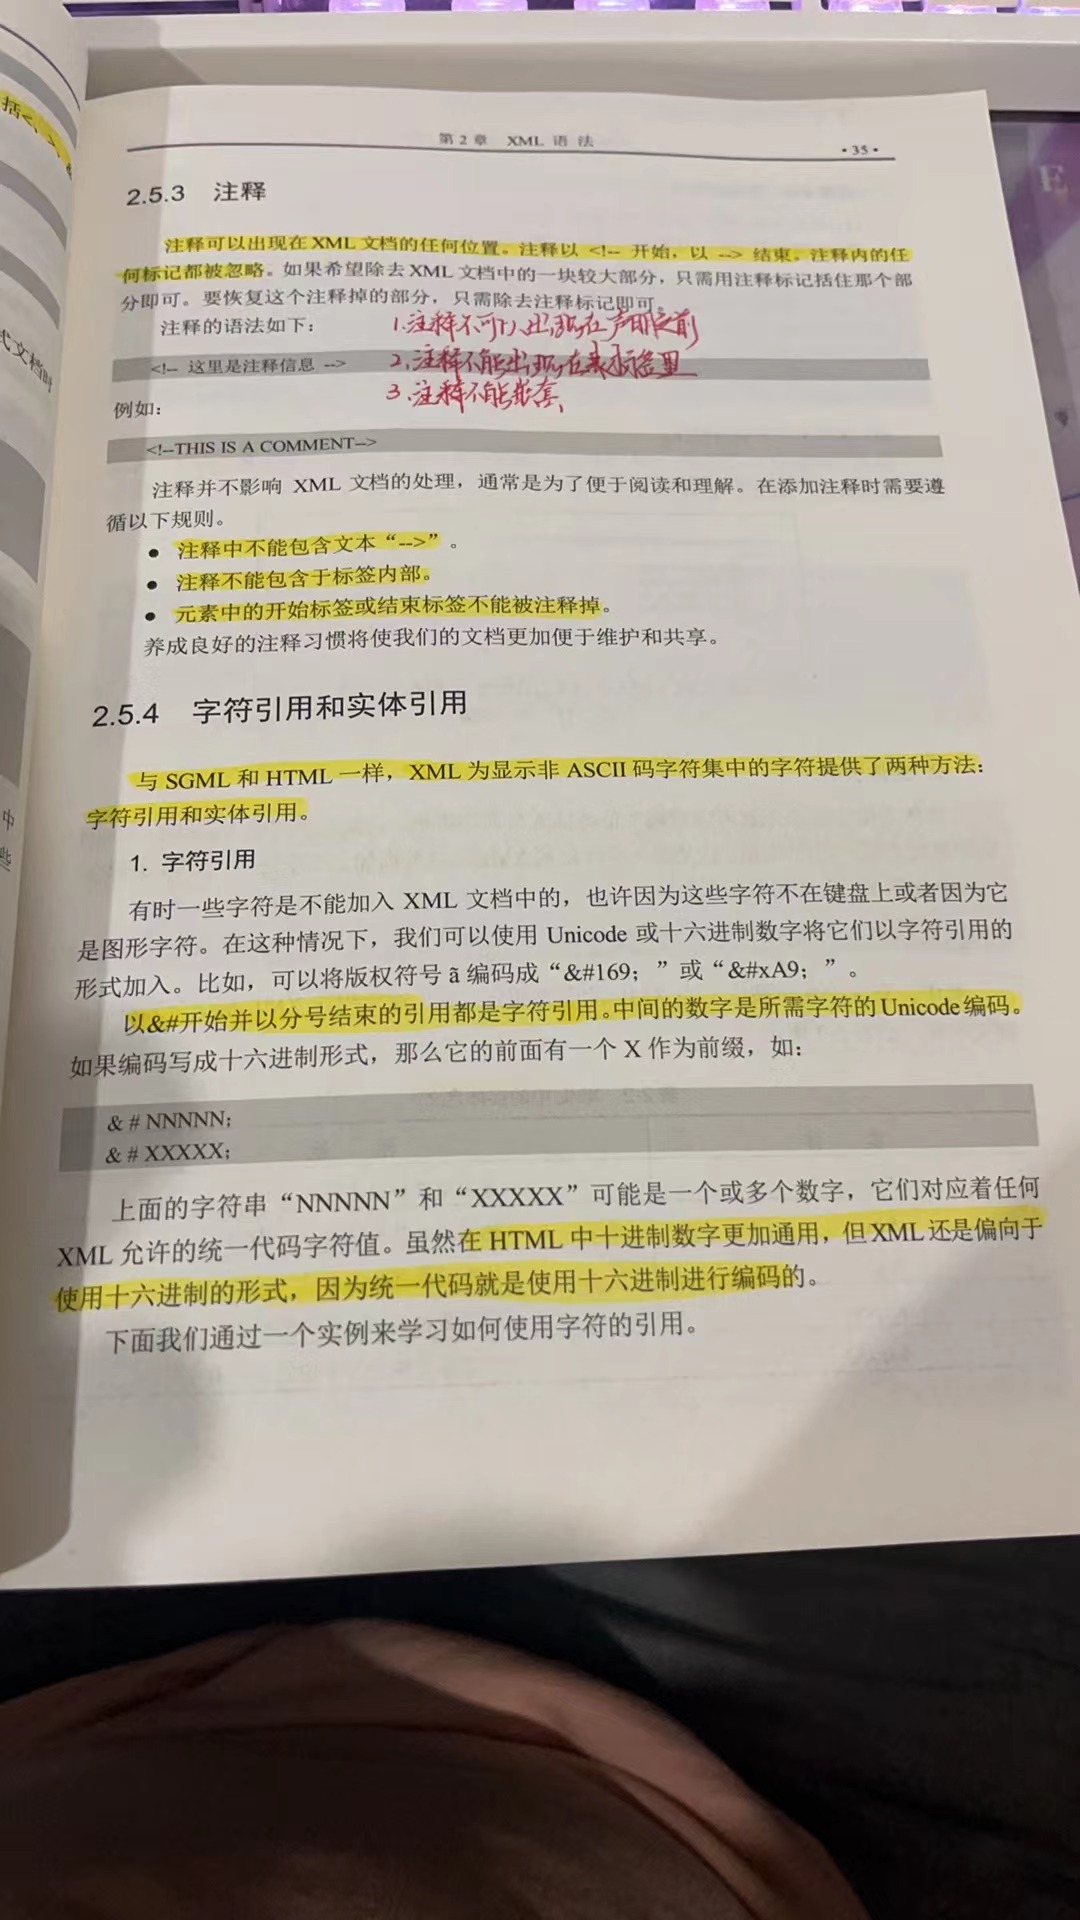 括<、>、
式文档时
中
些
第 2 章 XML 语 法
·35·
2.5.3 注释
注释可以出现在 XML 文档的任何位置。注释以 <!-- 开始，以 --> 结束。注释内的任
何标记都被忽略。如果希望除去 XML 文档中的一块较大部分，只需用注释标记括住那个部
分即可。要恢复这个注释掉的部分，只需除去注释标记即可。
注释的语法如下：
1.注释不可以出现在声明之前
<!-- 这里是注释信息 -->
2.注释不能出现在标签里
3.注释不能嵌套
例如：
<!--THIS IS A COMMENT-->
注释并不影响 XML 文档的处理，通常是为了便于阅读和理解。在添加注释时需要遵
循以下规则。
● 注释中不能包含文本“-->”。
● 注释不能包含于标签内部。
● 元素中的开始标签或结束标签不能被注释掉。
养成良好的注释习惯将使我们的文档更加便于维护和共享。
2.5.4 字符引用和实体引用
与 SGML 和 HTML 一样，XML 为显示非 ASCII 码字符集中的字符提供了两种方法：
字符引用和实体引用。
1. 字符引用
有时一些字符是不能加入 XML 文档中的，也许因为这些字符不在键盘上或者因为它
是图形字符。在这种情况下，我们可以使用 Unicode 或十六进制数字将它们以字符引用的
形式加入。比如，可以将版权符号 ã 编码成“&#169；”或“&#xA9；”。
以&#开始并以分号结束的引用都是字符引用。中间的数字是所需字符的 Unicode 编码。
如果编码写成十六进制形式，那么它的前面有一个 X 作为前缀，如：
& # NNNNN;
& # XXXXX;
上面的字符串“NNNNN”和“XXXXX”可能是一个或多个数字，它们对应着任何
XML 允许的统一代码字符值。虽然在 HTML 中十进制数字更加通用，但 XML 还是偏向于
使用十六进制的形式，因为统一代码就是使用十六进制进行编码的。
下面我们通过一个实例来学习如何使用字符的引用。
E